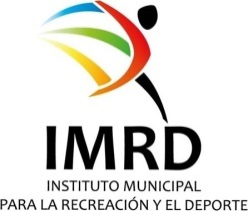 IMRD
INSTITUTO MUNICIPAL
PARA LA RECREACIÓN Y EL DEPORTE